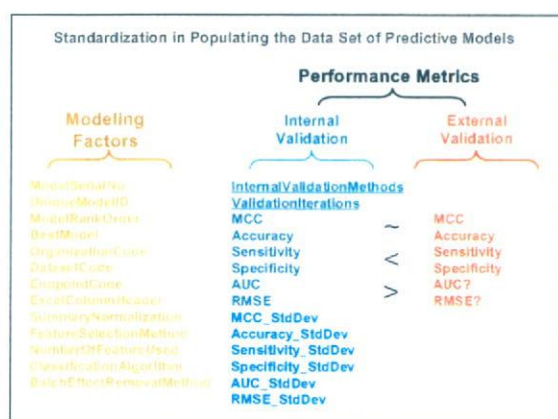 Standardization in Populating the Data Set of Predictive Models
Performance Metrics
Modeling
Factors
Internal
Validation
External
Validation
ModelSerialNo
UniqueModelID
ModelRankOrder
BestModel
OrganizationCode
DatasetCode
EndpointCode
ExcelColumnHeader
SummaryNormalization
FeatureSelectionMethod
NumberOfFeatureUsed
ClassificationAlgorithm
BatchEffectRemovalMethod
InternalValidationMethods
ValidationIterations
MCC
Accuracy
Sensitivity
Specificity
AUC
RMSE
MCC_StdDev
Accuracy_StdDev
Sensitivity_StdDev
Specificity_StdDev
AUC_StdDev
RMSE_StdDev
~
<
>
MCC
Accuracy
Sensitivity
Specificity
AUC?
RMSE?